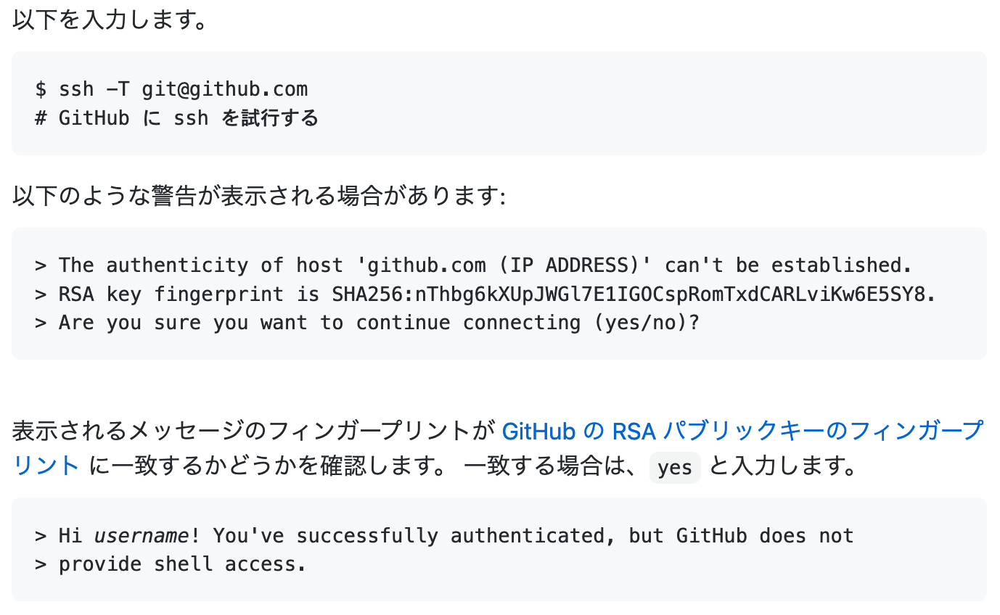 以下を入力します。
$ ssh -T git@github.com
# GitHub に ssh を試行する
以下のような警告が表示される場合があります:
> The authenticity of host 'github.com (IP ADDRESS)' can't be established.
> RSA key fingerprint is SHA256:nThbg6kXUpJWGl7E1IGOCspRomTxdCARLviKw6E5SY8.
> Are you sure you want to continue connecting (yes/no)?
表示されるメッセージのフィンガープリントが GitHub の RSA パブリックキーのフィンガープ
リント に一致するかどうかを確認します。 一致する場合は、 yes と入力します。
> Hi username! You've successfully authenticated, but GitHub does not
> provide shell access.